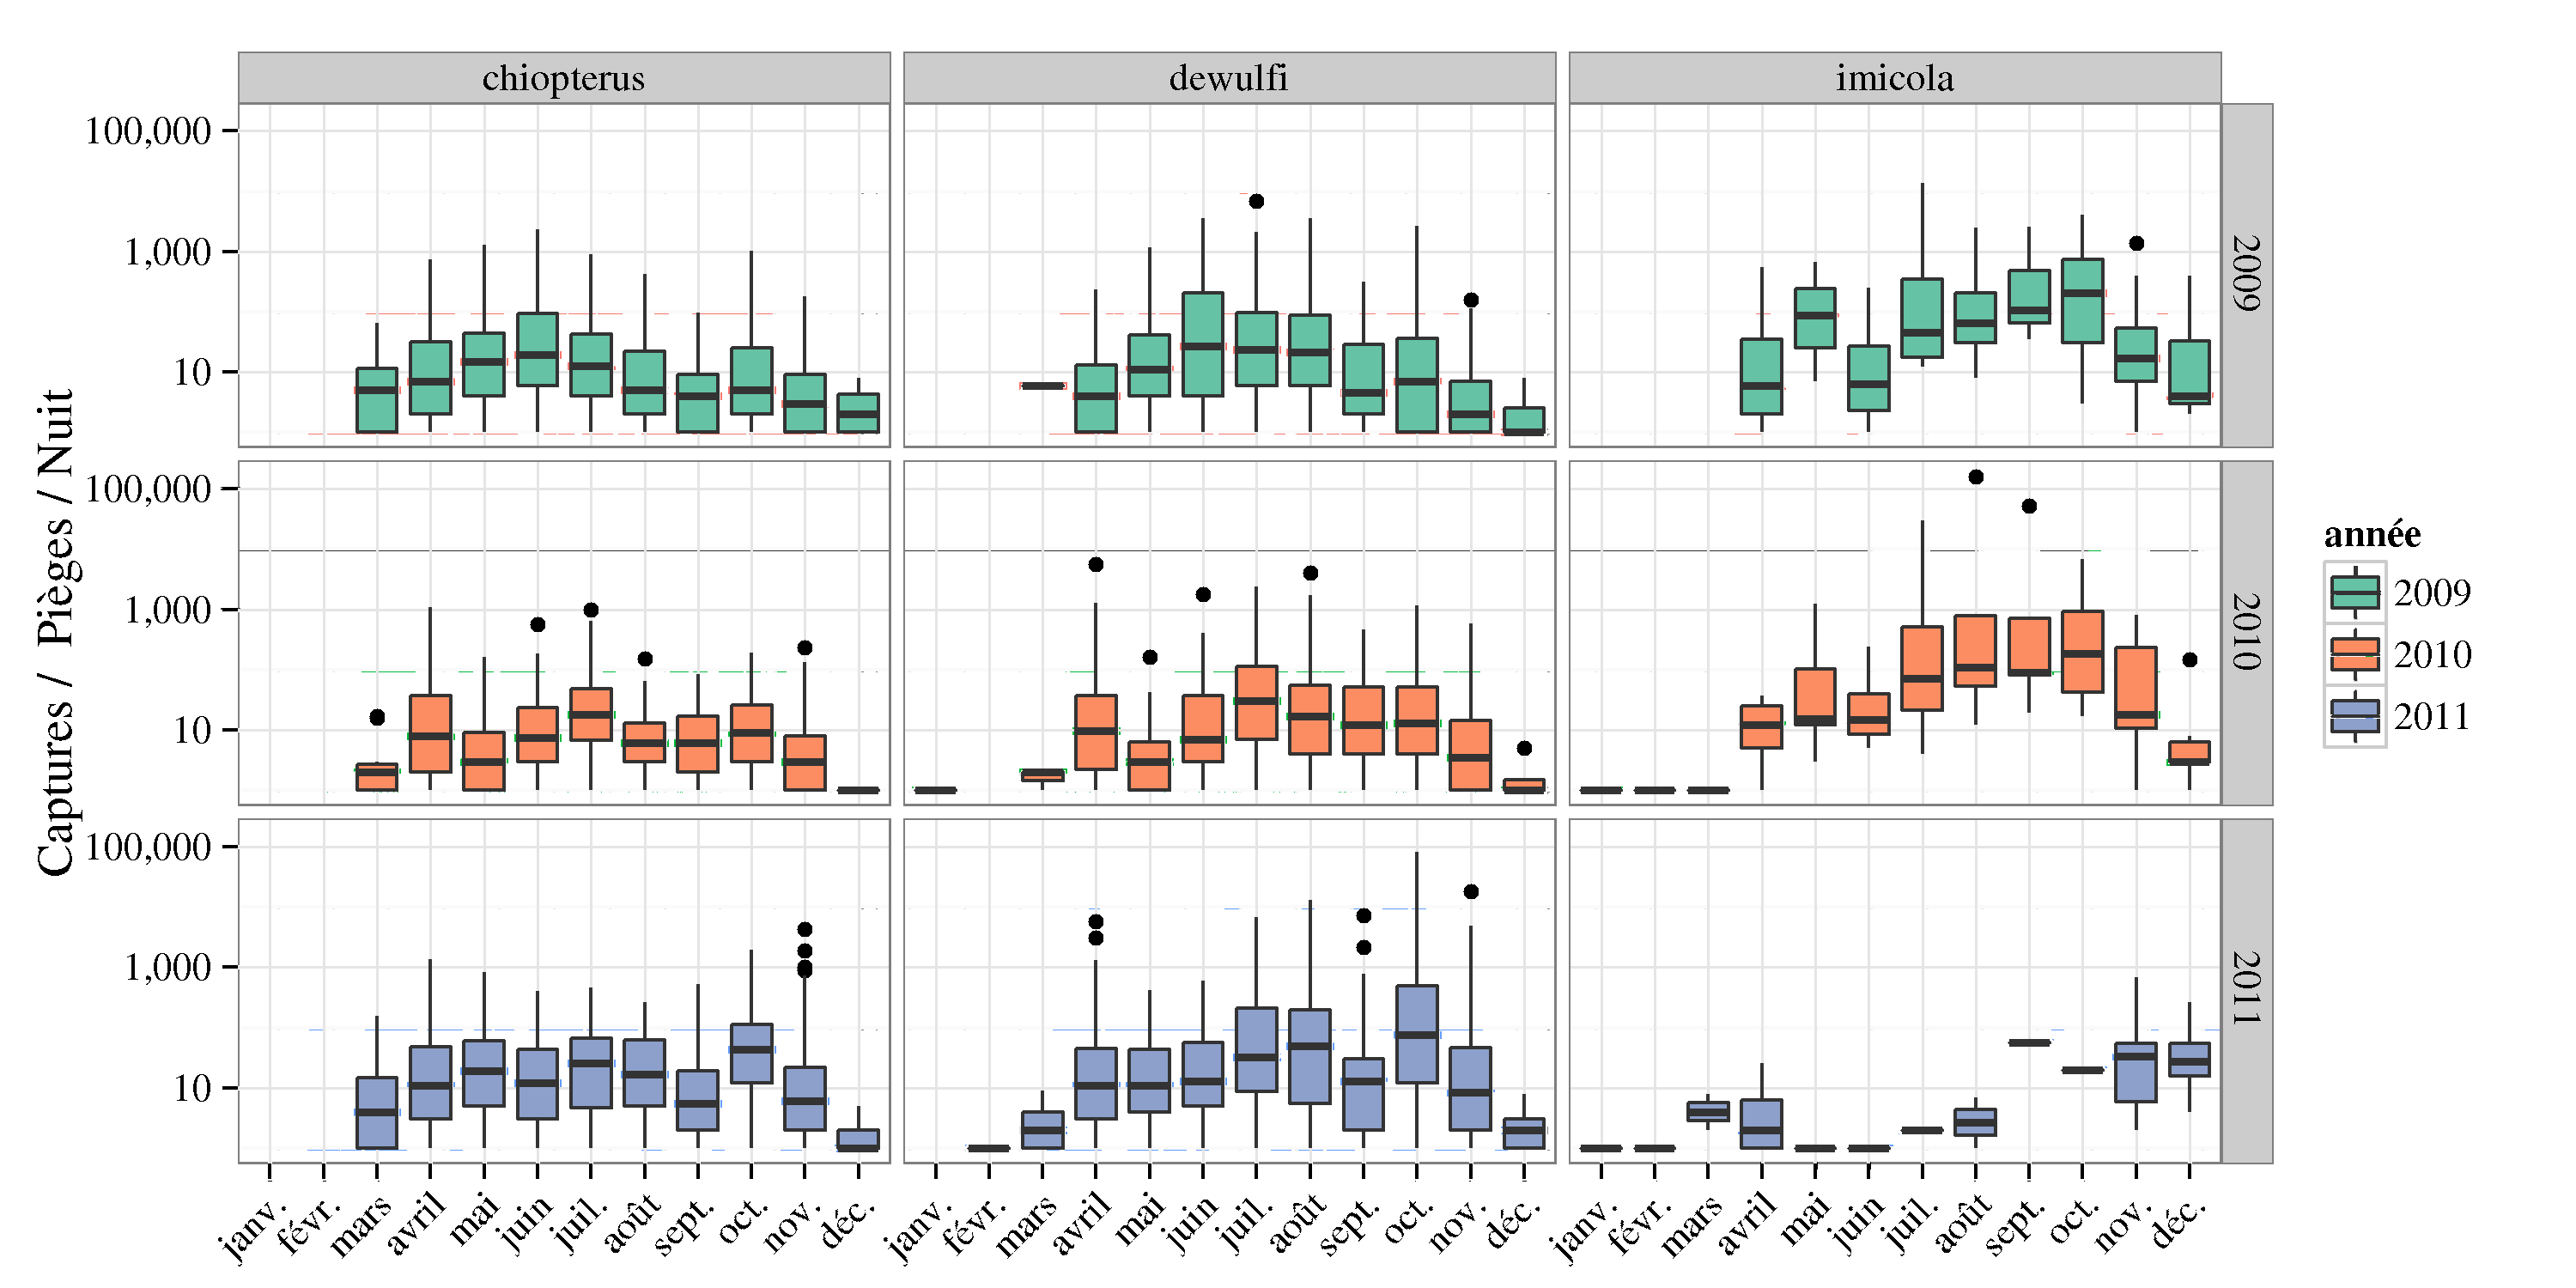 chiopterus dewulfi imicola
100,000
1,000
10
2009
100,000
1,000
10
2010
100,000
1,000
10
2011
Captures / Pièges / Nuit
janv. févr. mars avril mai juin juil. août sept. oct. nov. déc.
janv. févr. mars avril mai juin juil. août sept. oct. nov. déc.
janv. févr. mars avril mai juin juil. août sept. oct. nov. déc.
année
2009
2010
2011